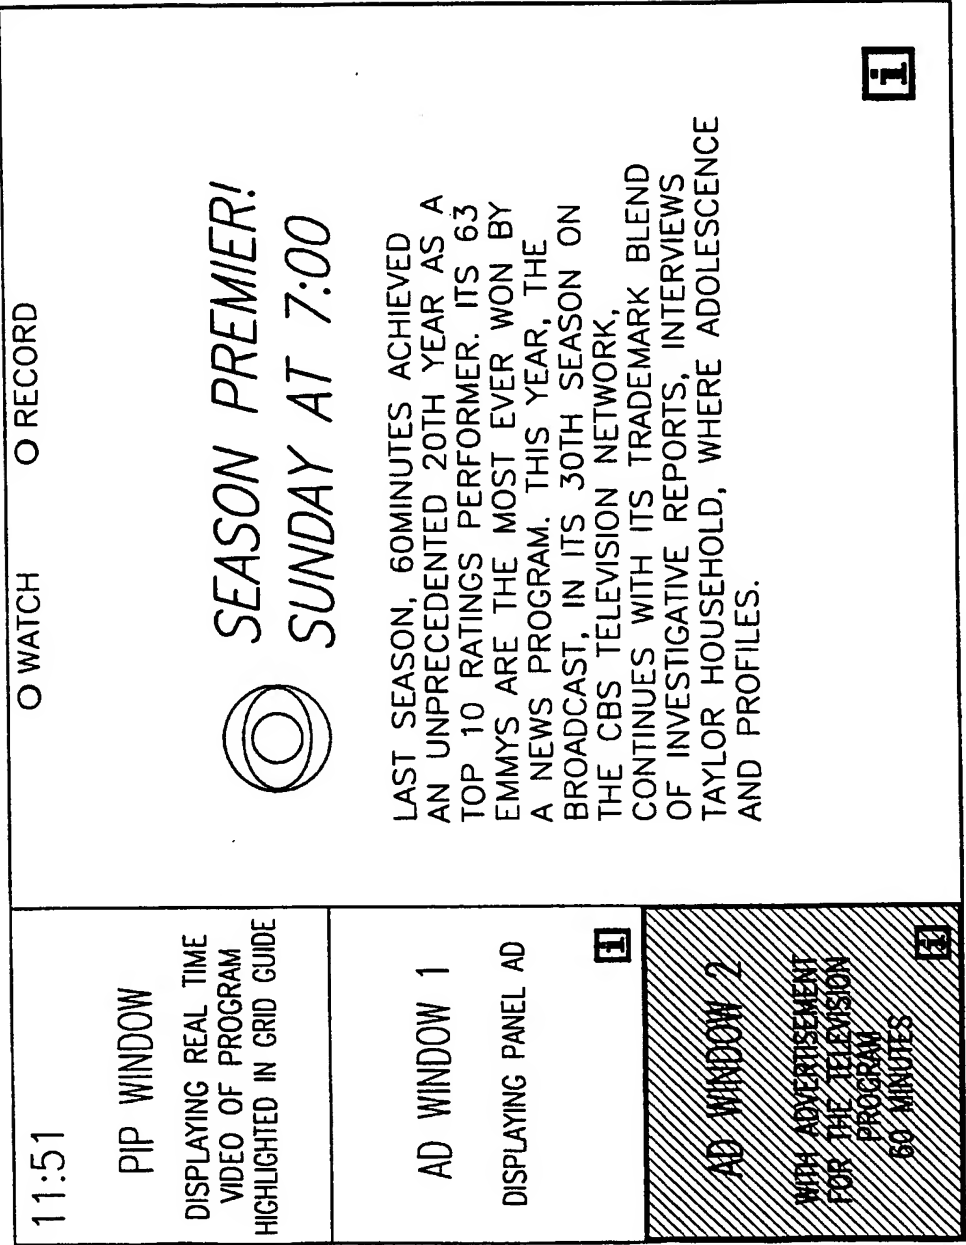 11:51
PIP WINDOW
DISPLAYING REAL TIME
VIDEO OF PROGRAM
HIGHLIGHTED IN GRID GUIDE
AD WINDOW 1
DISPLAYING PANEL AD
i
AD WINDOW 2
WITH ADVERTISEMENT
FOR THE TELEVISION
PROGRAM
60 MINUTES
i
O WATCH O RECORD
SEASON PREMIER!
SUNDAY AT 7:00
LAST SEASON, 60MINUTES ACHIEVED
AN UNPRECEDENTED 20TH YEAR AS A
TOP 10 RATINGS PERFORMER. ITS 63
EMMYS ARE THE MOST EVER WON BY
A NEWS PROGRAM. THIS YEAR, THE
BROADCAST, IN ITS 30TH SEASON ON
THE CBS TELEVISION NETWORK,
CONTINUES WITH ITS TRADEMARK BLEND
OF INVESTIGATIVE REPORTS, INTERVIEWS
TAYLOR HOUSEHOLD, WHERE ADOLESCENCE
AND PROFILES.
i